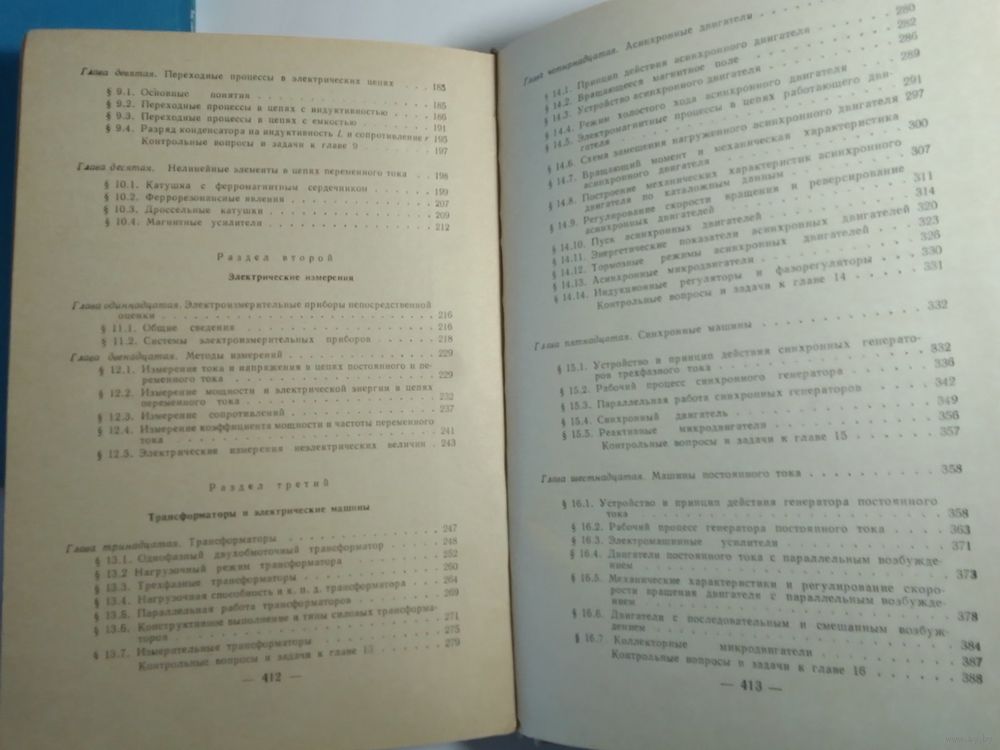 Глава девятая. Переходные процессы в электрических цепях . . . 185
§ 9.1. Основные понятия . . . 185
§ 9.2. Переходные процессы в цепях с индуктивностью . . . 186
§ 9.3. Переходные процессы в цепях с емкостью . . . 191
§ 9.4. Разряд конденсатора на индуктивность L и сопротивление r 195
Контрольные вопросы и задачи к главе 9 . . . 197
Глава десятая. Нелинейные элементы в цепях переменного тока . . . 198
§ 10.1. Катушка с ферромагнитным сердечником . . . 199
§ 10.2. Феррорезонансные явления . . . 207
§ 10.3. Дроссельные катушки . . . 209
§ 10.4. Магнитные усилители . . . 212
Раздел второй
Электрические измерения
Глава одиннадцатая. Электроизмерительные приборы непосредственной
оценки . . . 216
§ 11.1. Общие сведения . . . 216
§ 11.2. Системы электроизмерительных приборов . . . 218
Глава двенадцатая. Методы измерений . . . 229
§ 12.1. Измерение тока и напряжения в цепях постоянного и пе-
ременного тока . . . 229
§ 12.2. Измерение мощности и электрической энергии в цепях
переменного тока . . . 232
§ 12.3. Измерение сопротивлений . . . 237
§ 12.4. Измерение коэффициента мощности и частоты переменного
тока . . . 241
§ 12.5. Электрические измерения неэлектрических величин . 243
Раздел третий
Трансформаторы и электрические машины
Глава тринадцатая. Трансформаторы . . . 247
§ 13.1. Однофазный двухобмоточный трансформатор . . . 248
§ 13.2 Нагрузочный режим трансформатора . . . 252
§ 13.3. Трехфазные трансформаторы . . . 260
§ 13.4. Нагрузочная способность и к. п. д. трансформатора . . . 264
§ 13.5. Параллельная работа трансформаторов . . . 269
§ 13.6. Конструктивное выполнение и типы силовых трансформа-
торов . . . 271
§ 13.7. Измерительные трансформаторы . . . 275
Контрольные вопросы и задачи к главе 13 . . . 279
— 412 —
Глава четырнадцатая. Асинхронные двигатели . . . 280
§ 14.1. Принцип действия асинхронного двигателя . . . 282
§ 14.2. Вращающееся магнитное поле . . . 286
§ 14.3. Устройство асинхронного двигателя . . . 289
§ 14.4. Режим холостого хода асинхронного двигателя
§ 14.5. Электромагнитные процессы в цепях работающего дви-
гателя . . . 291
§ 14.6. Схема замещения нагруженного асинхронного двигателя 297
§ 14.7. Вращающий момент и механическая характеристика
асинхронного двигателя . . . 300
§ 14.8. Построение механических характеристик асинхронного
двигателя по каталожным данным . . . 307
§ 14.9. Регулирование скорости вращения и реверсирование
асинхронных двигателей . . . 311
§ 14.10. Пуск асинхронных двигателей . . . 314
§ 14.11. Энергетические показатели асинхронных двигателей 320
§ 14.12. Тормозные режимы асинхронных двигателей . . . 323
§ 14.13. Асинхронные микродвигатели . . . 326
§ 14.14. Индукционные регуляторы и фазорегуляторы . . . 330
Контрольные вопросы и задачи к главе 14 . . . 331
Глава пятнадцатая. Синхронные машины . . . 332
§ 15.1. Устройство и принцип действия синхронных генерато-
ров трехфазного тока . . . 332
§ 15.2. Рабочий процесс синхронного генератора . . . 336
§ 15.3. Параллельная работа синхронных генераторов . . . 342
§ 15.4. Синхронный двигатель . . . 349
§ 15.5. Реактивные микродвигатели . . . 356
Контрольные вопросы и задачи к главе 15 . . . 357
Глава шестнадцатая. Машины постоянного тока . . . 358
§ 16.1. Устройство и принцип действия генератора постоянного
тока . . . 358
§ 16.2. Рабочий процесс генератора постоянного тока . . . 363
§ 16.3. Электромашинные усилители . . . 371
§ 16.4. Двигатели постоянного тока с параллельным возбужде-
нием . . . 373
§ 16.5. Механические характеристики и регулирование скоро-
рости вращения двигателя с параллельным возбужде-
нием . . . 378
§ 16.6. Двигатели с последовательным и смешанным возбуж-
дением . . . 384
§ 16.7. Коллекторные микродвигатели . . . 387
Контрольные вопросы и задачи к главе 16 . . . 388
— 413 —